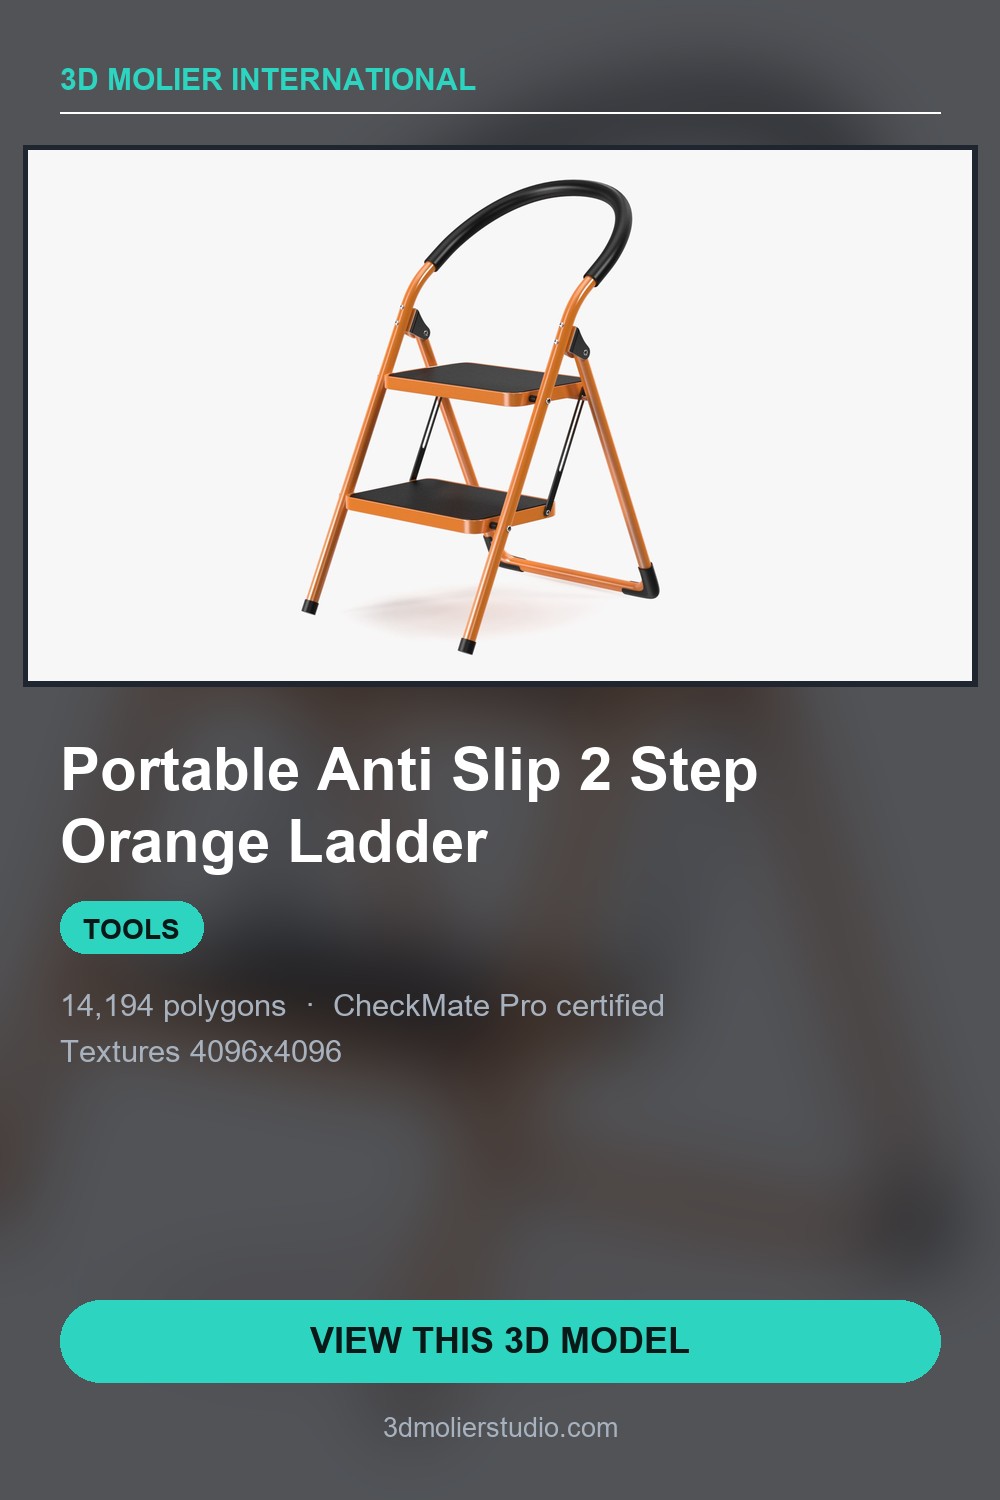 3D MOLIER INTERNATIONAL
Portable Anti Slip 2 Step
Orange Ladder
TOOLS
14,194 polygons · CheckMate Pro certified
Textures 4096x4096
VIEW THIS 3D MODEL
3dmolierstudio.com